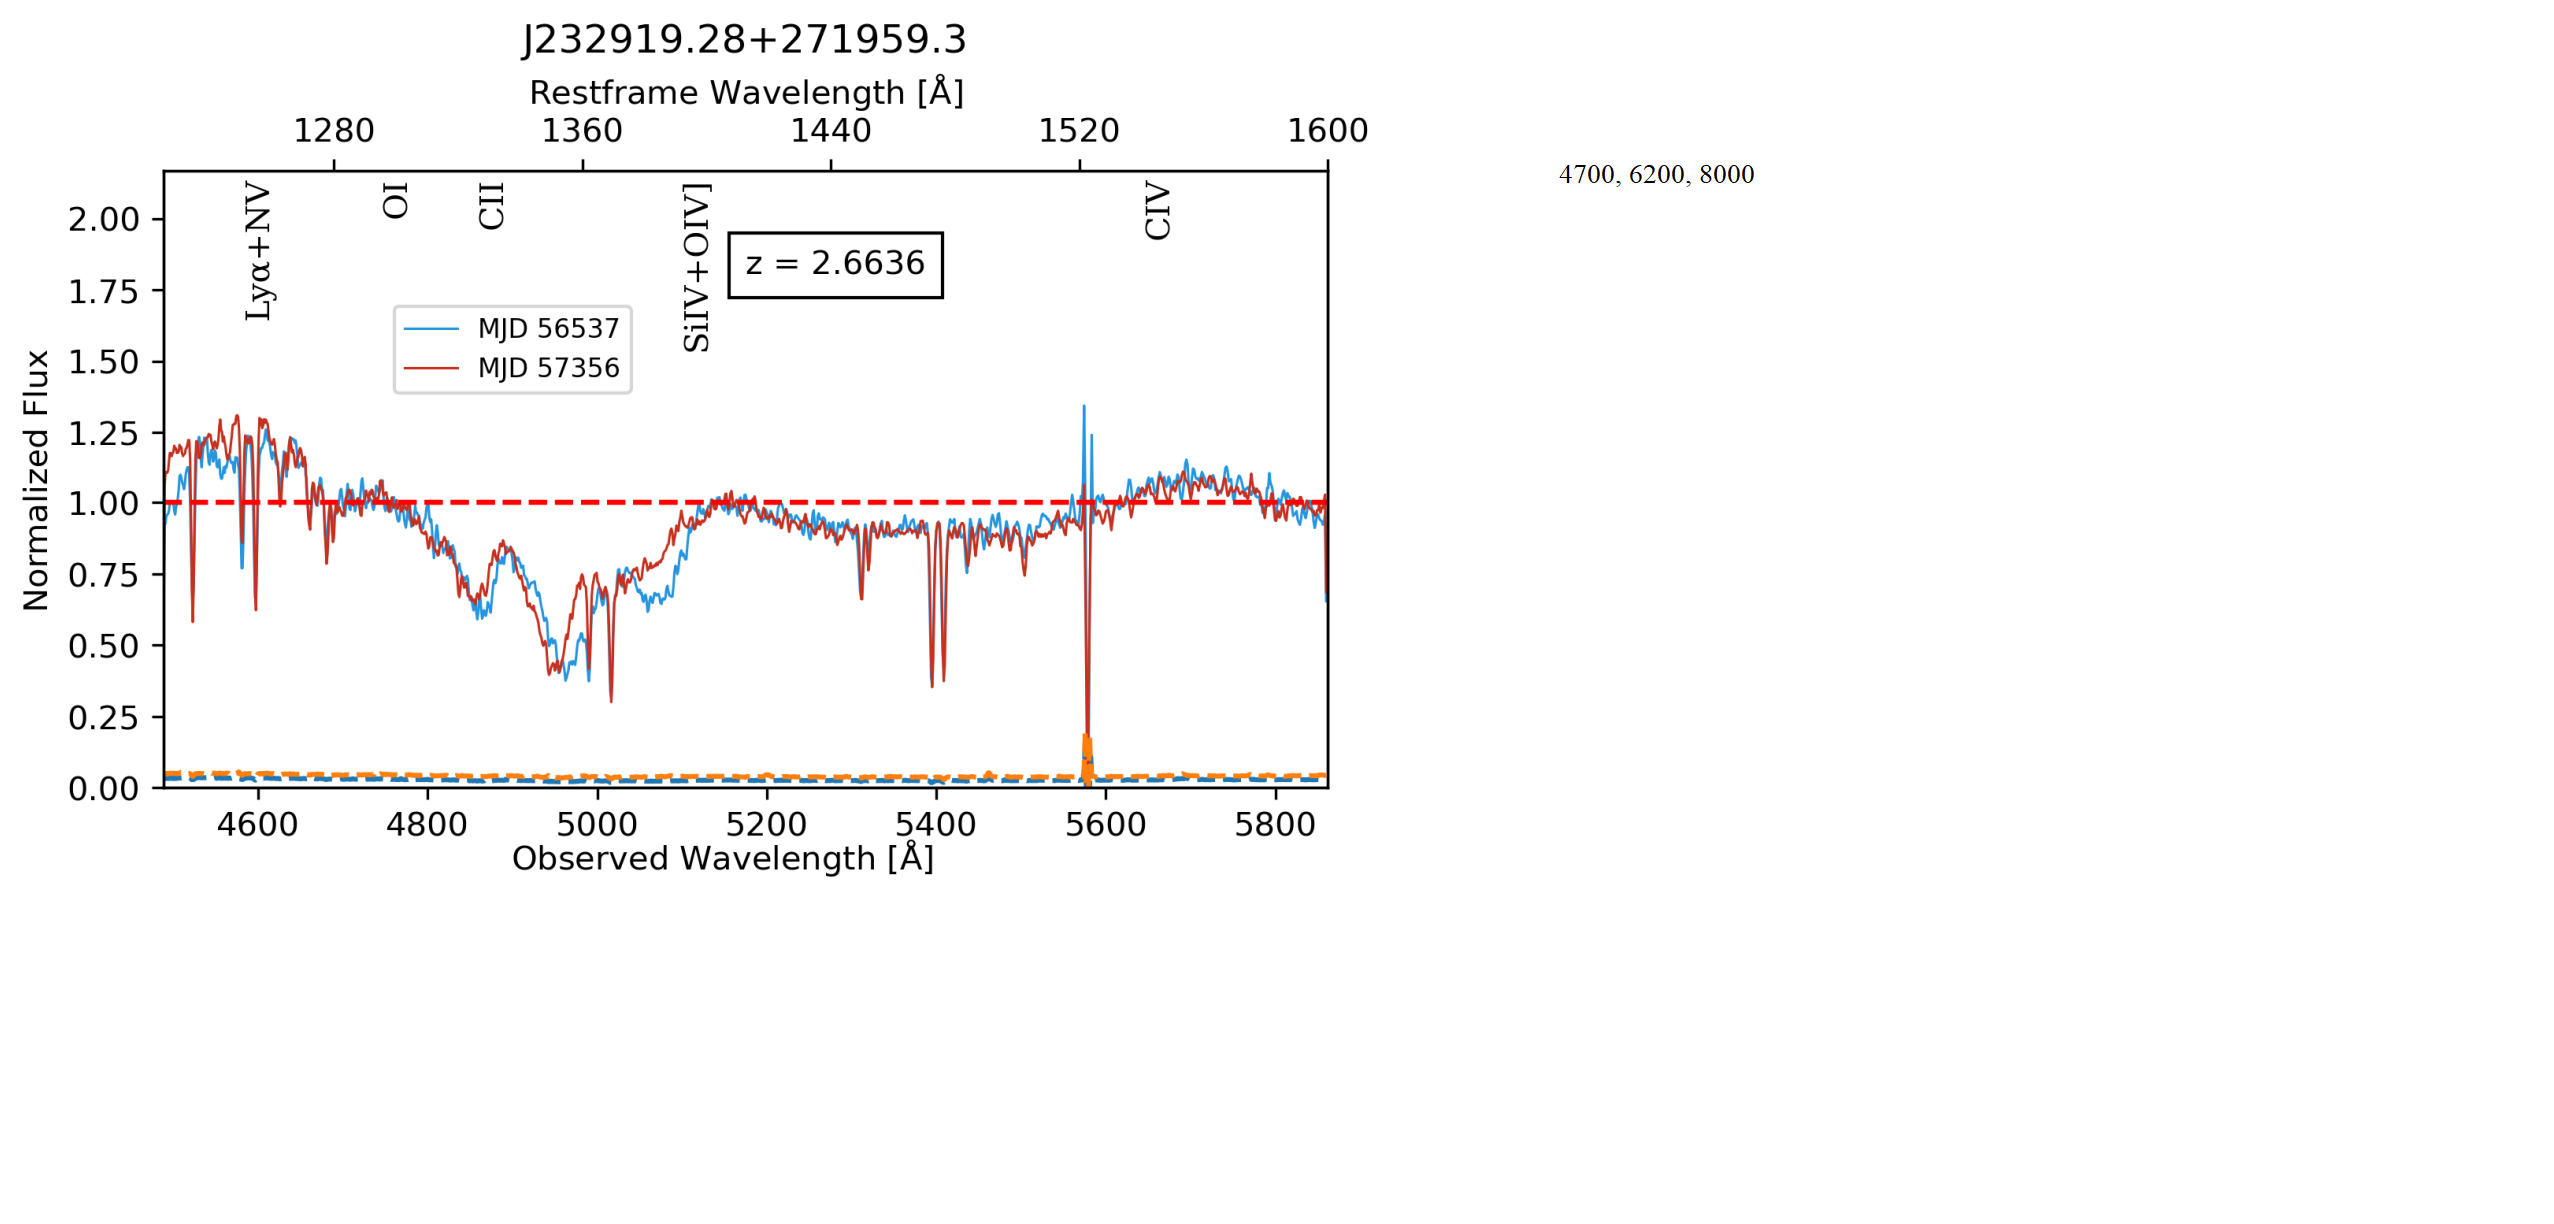 J232919.28+271959.3
Restframe Wavelength [Å]
1280 1360 1440 1520 1600
4700, 6200, 8000
Lyα+NV OI CII SiIV+OIV] CIV
z = 2.6636
MJD 56537
MJD 57356
Normalized Flux
2.00
1.75
1.50
1.25
1.00
0.75
0.50
0.25
0.00
4600 4800 5000 5200 5400 5600 5800
Observed Wavelength [Å]